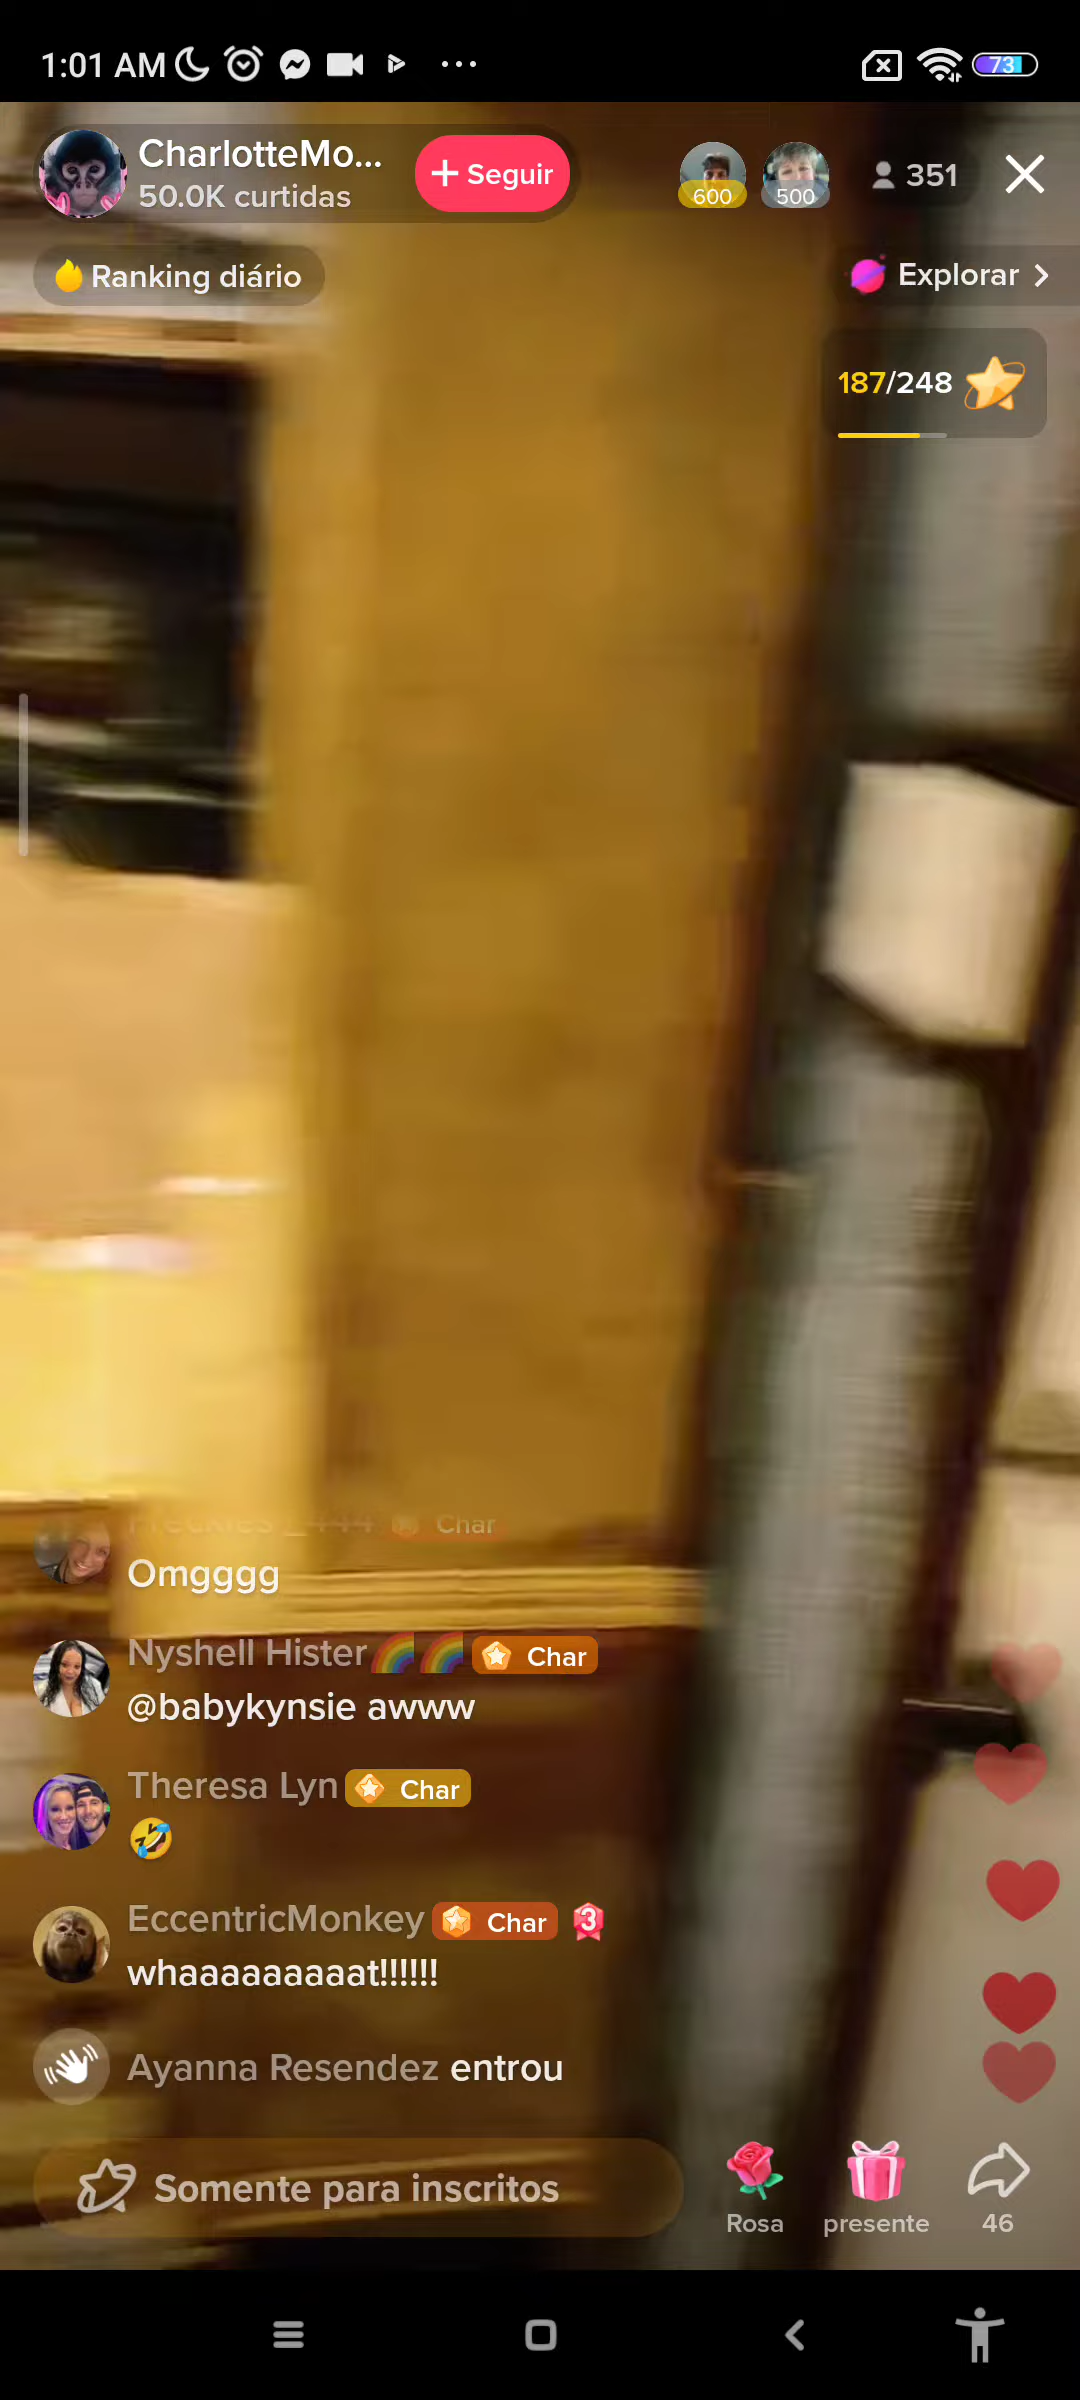 1:01 AM
73
CharlotteMo...
50.0K curtidas
+ Seguir
600
500
351
Ranking diário
Explorar
187/248
Char
Omgggg
Nyshell Hister🌈🌈 Char
@babykynsie awww
Theresa Lyn Char
🤣
EccentricMonkey Char 3
whaaaaaaaaat!!!!!!
Ayanna Resendez entrou
Somente para inscritos
Rosa
presente
46